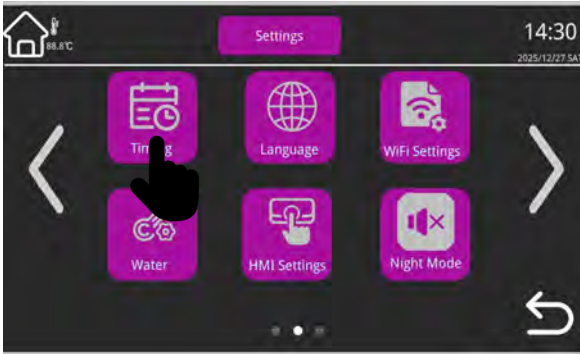 Settings
14:30
88.8°C
2025/12/27 SAT
Language
WiFi Settings
Water
HMI Settings
Night Mode